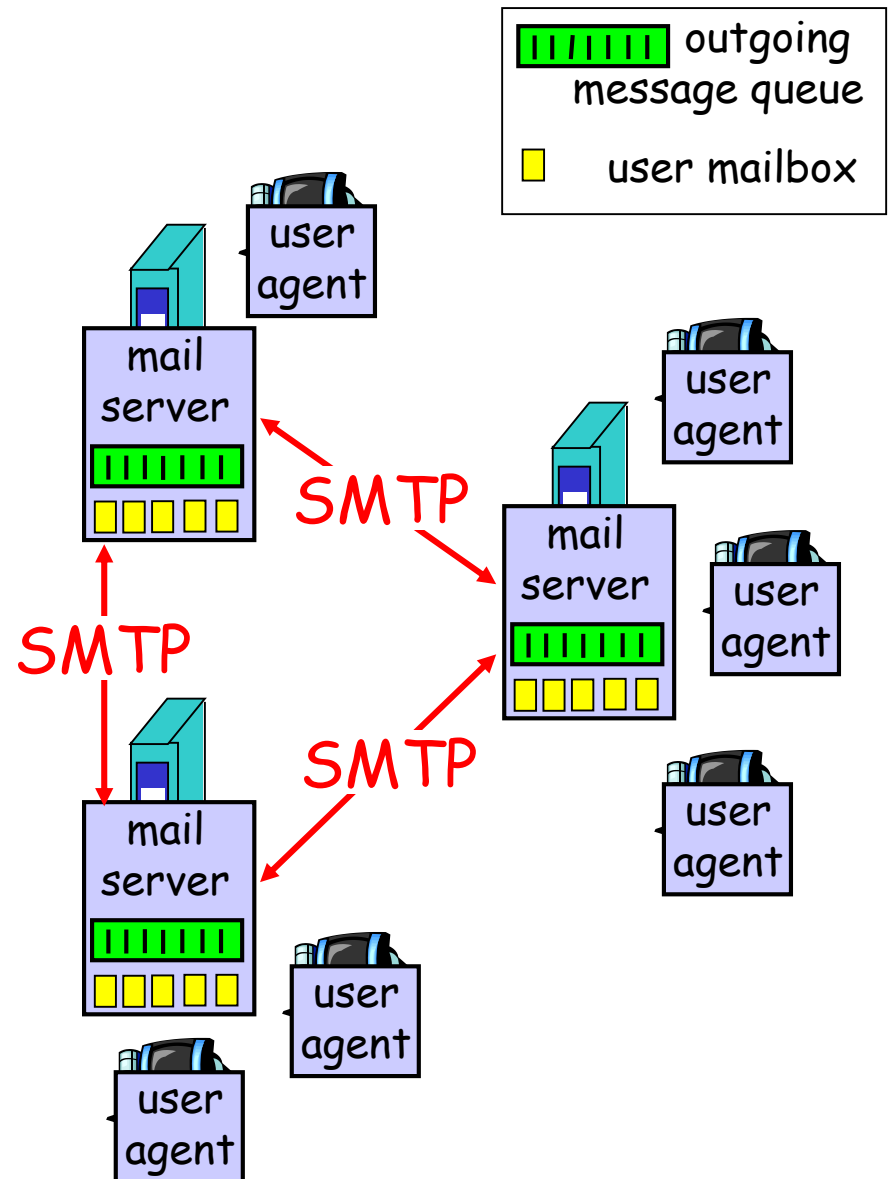 outgoing
message queue
user mailbox
user
agent
mail
server
SMTP
user
agent
mail
server
user
agent
SMTP
SMTP
user
agent
mail
server
user
agent
user
agent